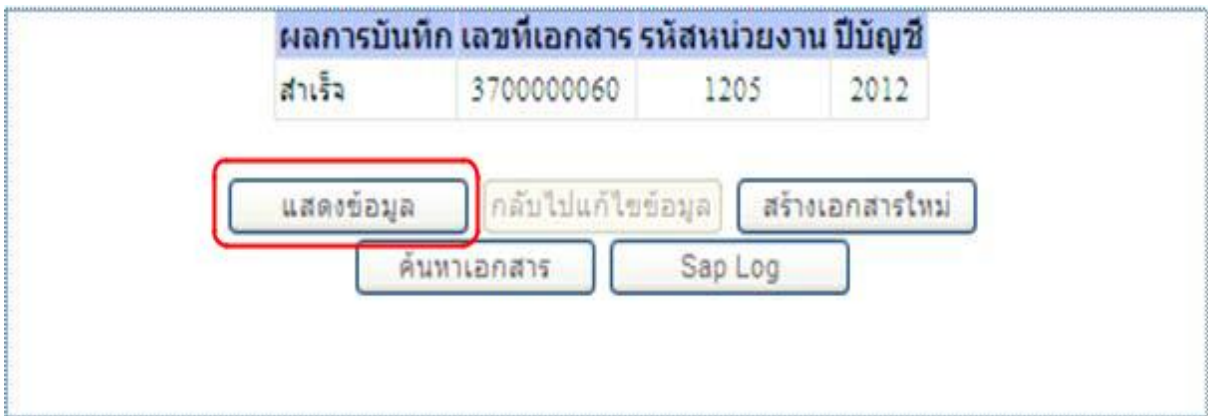 ผลการบันทึก เลขที่เอกสาร รหัสหน่วยงาน ปีบัญชี
สำเร็จ 3700000060 1205 2012
แสดงข้อมูล กลับไปแก้ไขข้อมูล สร้างเอกสารใหม่
ค้นหาเอกสาร Sap Log